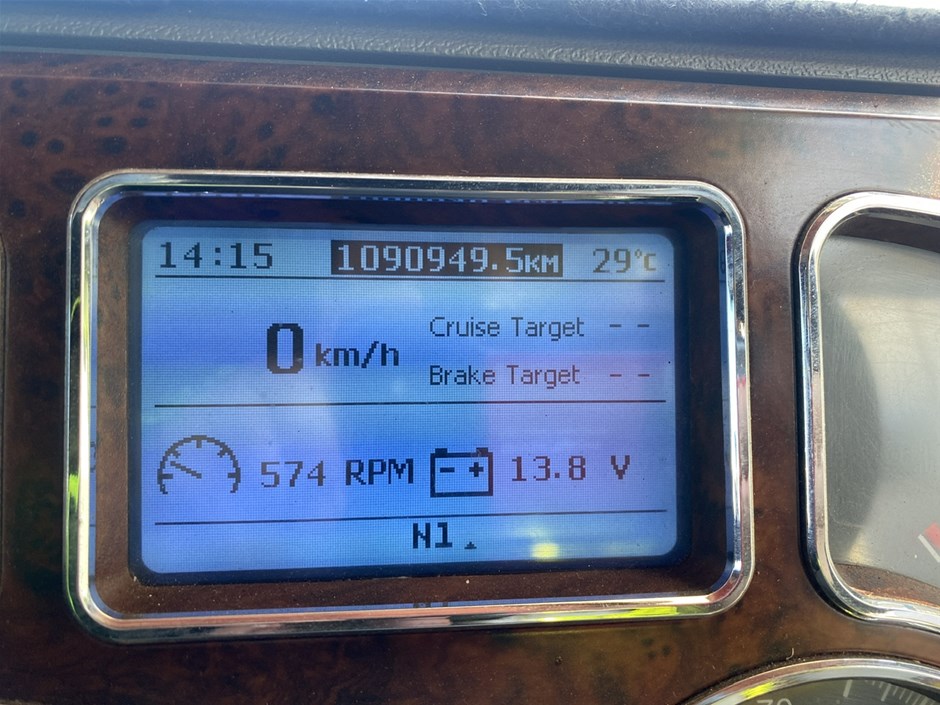 14:15 1090949.5KM 29°C
Cruise Target - -
0 km/h
Brake Target - -
574 RPM - + 13.8 V
N1